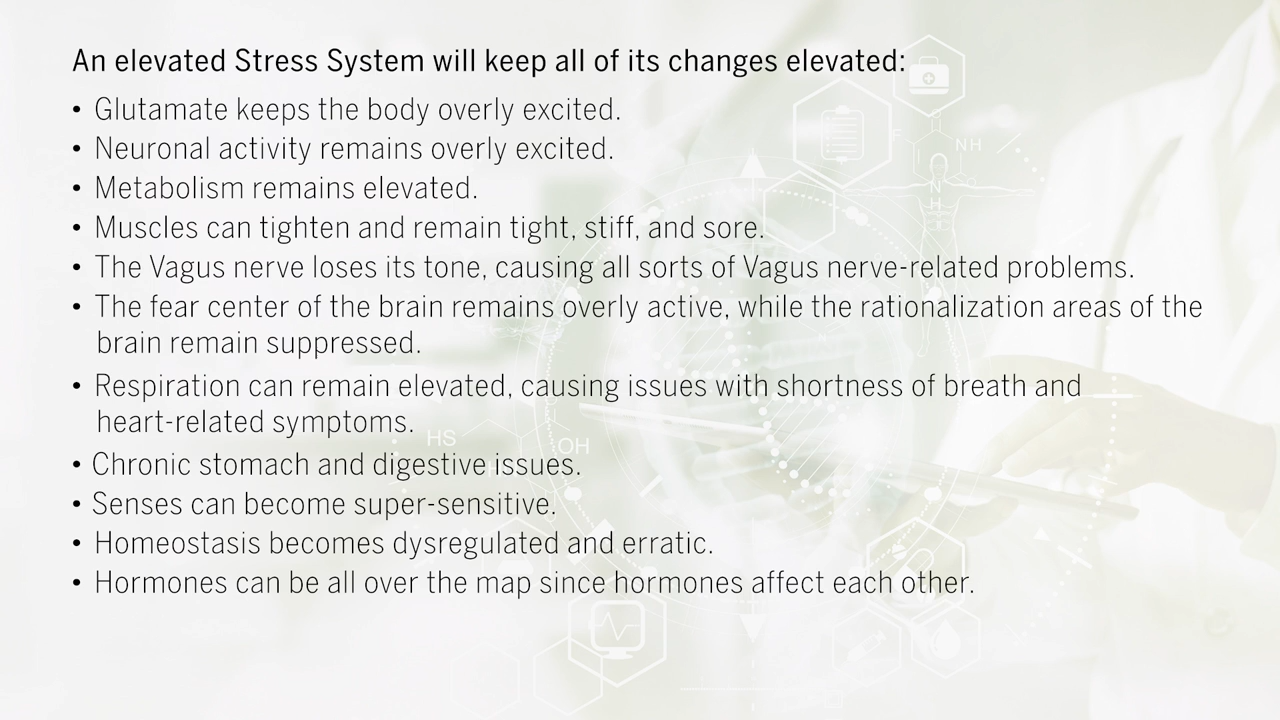 An elevated Stress System will keep all of its changes elevated:
• Glutamate keeps the body overly excited.
• Neuronal activity remains overly excited.
• Metabolism remains elevated.
• Muscles can tighten and remain tight, stiff, and sore.
• The Vagus nerve loses its tone, causing all sorts of Vagus nerve-related problems.
• The fear center of the brain remains overly active, while the rationalization areas of the
brain remain suppressed.
• Respiration can remain elevated, causing issues with shortness of breath and
heart-related symptoms.
• Chronic stomach and digestive issues.
• Senses can become super-sensitive.
• Homeostasis becomes dysregulated and erratic.
• Hormones can be all over the map since hormones affect each other.
NH
N
H
HS
OH